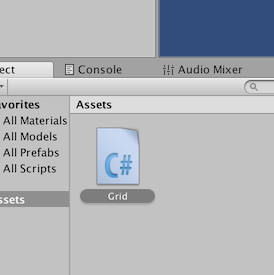 ect Console Audio Mixer
avorites Assets
All Materials
All Models
All Prefabs
All Scripts
C#
ssets
Grid